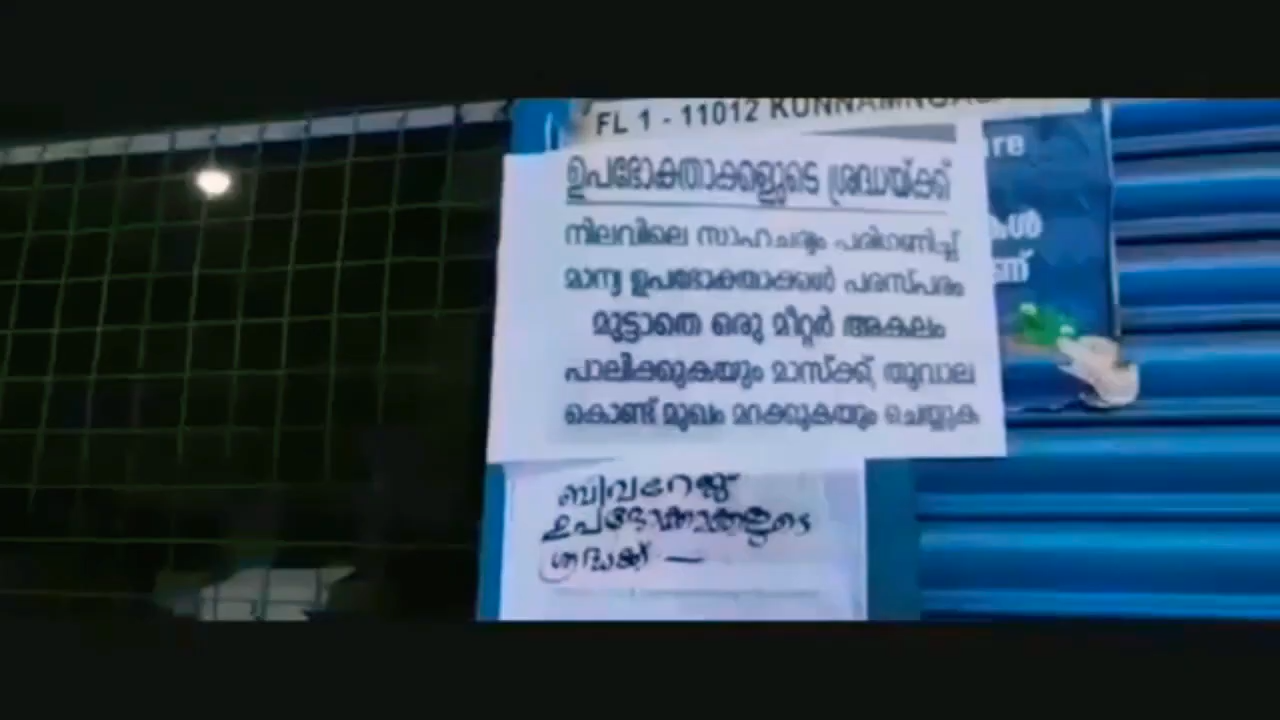 FL 1 - 11012
ഉപഭോക്താക്കളുടെ ശ്രദ്ധയ്ക്ക്
നിലവിലെ സാഹചര്യം പരിഗണിച്ച്
മാന്യ ഉപഭോക്താക്കൾ പരസ്പരം
മുട്ടാതെ ഒരു മീറ്റർ അകലം
പാലിക്കുകയും മാസ്ക്ക്, തുവാല
കൊണ്ട് മുഖം മറക്കുകയും ചെയ്യുക
ബിവറേജ്
ഉപഭോക്താക്കളുടെ
ശ്രദ്ധക്ക് —